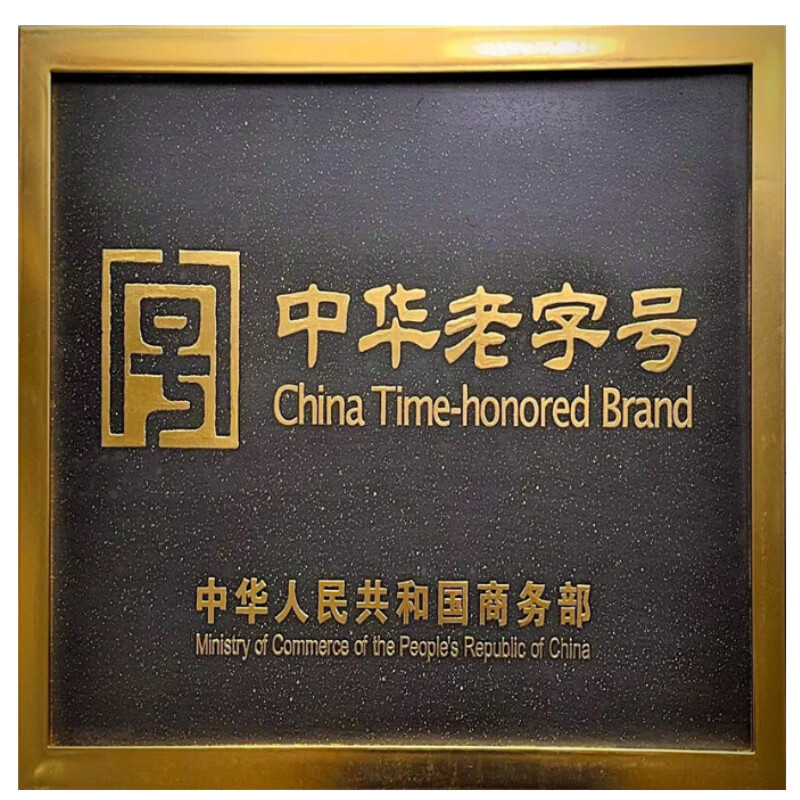 中华老字号
China Time-honored Brand
中华人民共和国商务部
Ministry of Commerce of the People's Republic of China